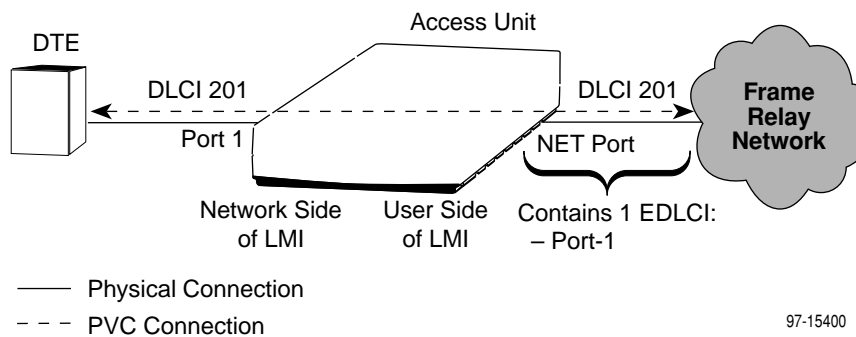 Access Unit
DTE
DLCI 201
DLCI 201
Frame
Relay
Network
Port 1
NET Port
Network Side
of LMI
User Side
of LMI
Contains 1 EDLCI:
– Port-1
Physical Connection
PVC Connection
97-15400